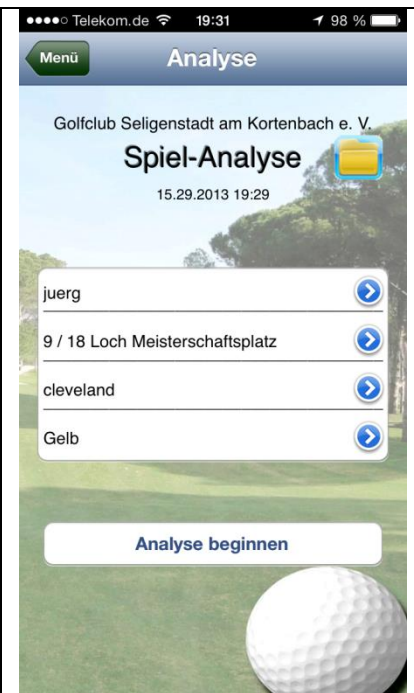 Telekom.de 19:31 98 %
Menü Analyse
Golfclub Seligenstadt am Kortenbach e. V.
Spiel-Analyse
15.29.2013 19:29
juerg
9 / 18 Loch Meisterschaftsplatz
cleveland
Gelb
Analyse beginnen